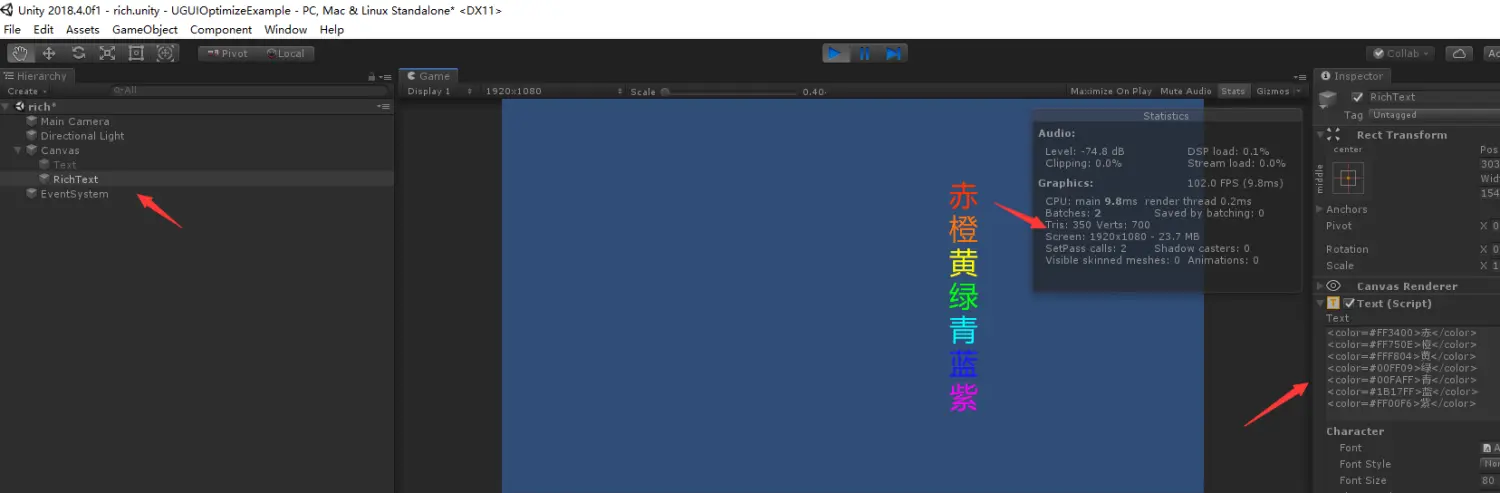 Unity 2018.4.0f1 - rich.unity - UGUIOptimizeExample - PC, Mac & Linux Standalone* <DX11>
File Edit Assets GameObject Component Window Help
Pivot Local Collab
Hierarchy
Create All
rich*
Main Camera
Directional Light
Canvas
Text
RichText
EventSystem
Game
Display 1 1920x1080 Scale 0.40 Maximize On Play Mute Audio Stats Gizmos
赤
橙
黄
绿
青
蓝
紫
Statistics
Audio:
Level: -74.8 dB DSP load: 0.1%
Clipping: 0.0% Stream load: 0.0%
Graphics: 102.0 FPS (9.8ms)
CPU: main 9.8ms render thread 0.2ms
Batches: 2 Saved by batching: 0
Tris: 350 Verts: 700
Screen: 1920x1080 - 23.7 MB
SetPass calls: 2 Shadow casters: 0
Visible skinned meshes: 0 Animations: 0
Inspector
RichText
Tag Untagged
Rect Transform
center Pos
middle 303
Wid
154
Anchors
Pivot X 0
Rotation X 0
Scale X 1
Canvas Renderer
Text (Script)
Text
<color=#FF3400>赤</color>
<color=#FF750E>橙</color>
<color=#FFF804>黄</color>
<color=#00FF09>绿</color>
<color=#00FAFF>青</color>
<color=#1B17FF>蓝</color>
<color=#FF00F6>紫</color>
Character
Font A
Font Style Nor
Font Size 80